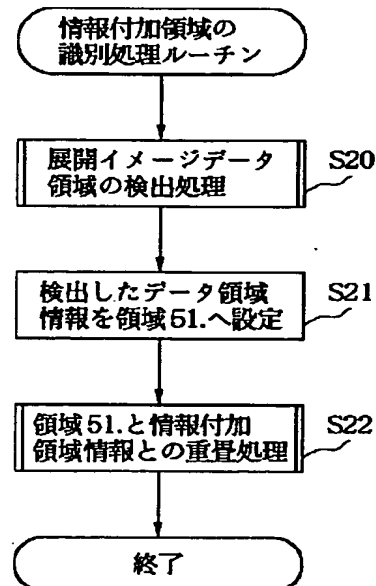 情報付加領域の
識別処理ルーチン
展開イメージデータ
領域の検出処理
S20
検出したデータ領域
情報を領域51.へ設定
S21
領域51.と情報付加
領域情報との重畳処理
S22
終了